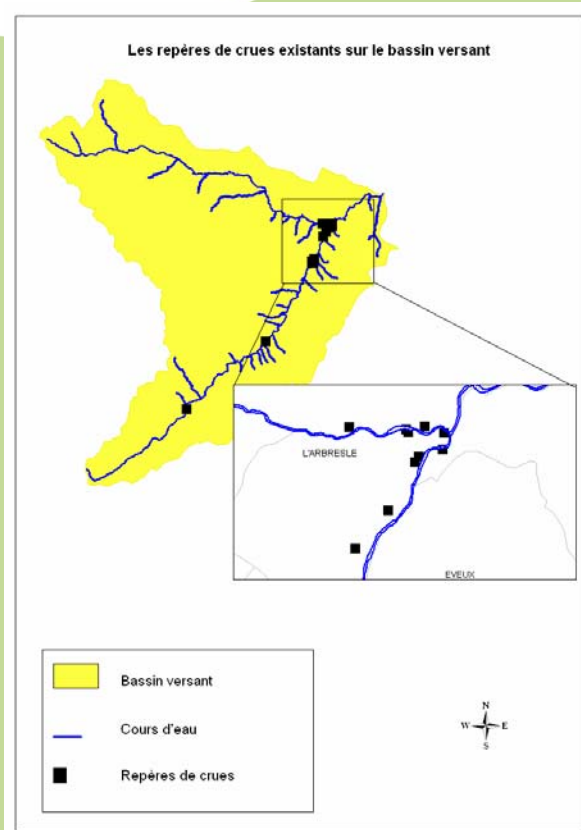 Les repères de crues existants sur le bassin versant
L'ARBRESLE
EVEUX
Bassin versant
Cours d'eau
Repères de crues
N
W E
S